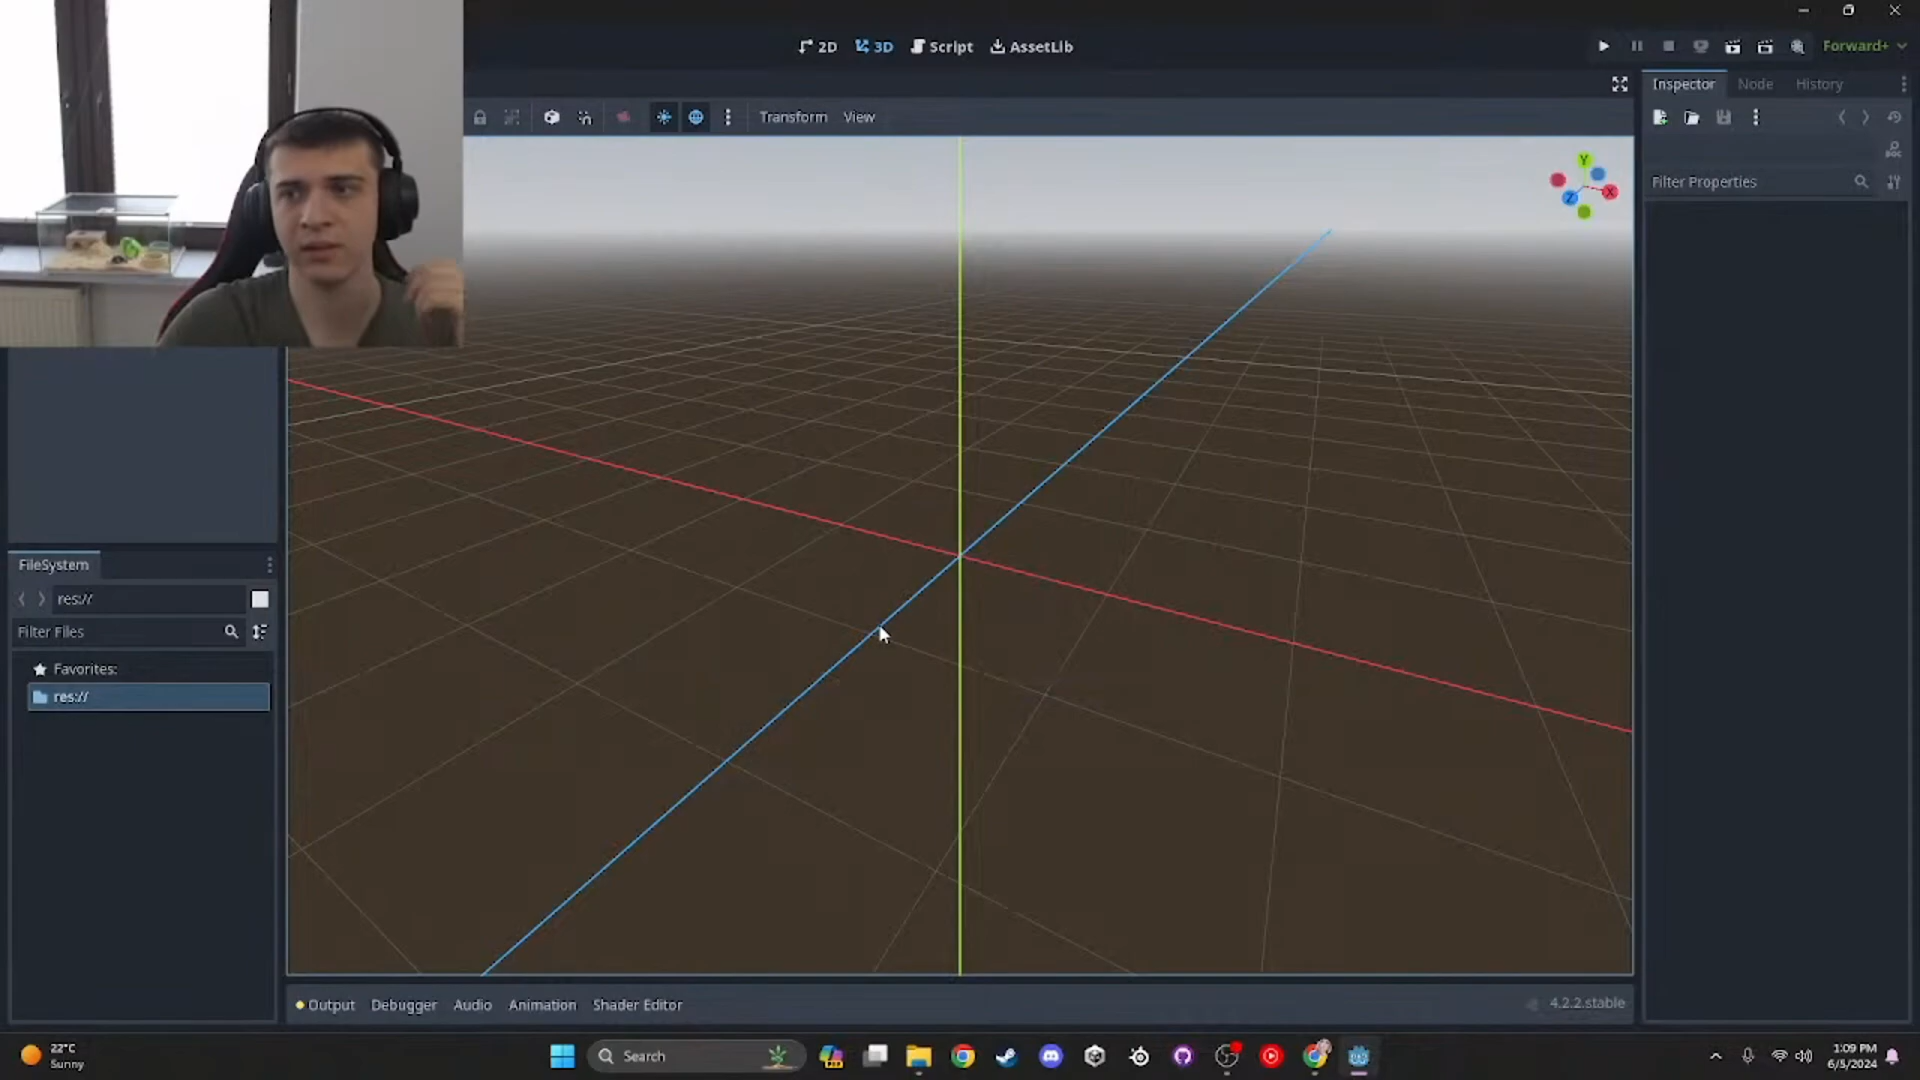 2D 3D Script AssetLib
Forward+
Inspector Node History
Transform View
Y
X
Z
DOC
Filter Properties
FileSystem
res://
Filter Files
Favorites:
res://
Output Debugger Audio Animation Shader Editor
4.2.2.stable
22°C
Sunny
Search
1:09 PM
6/5/2024